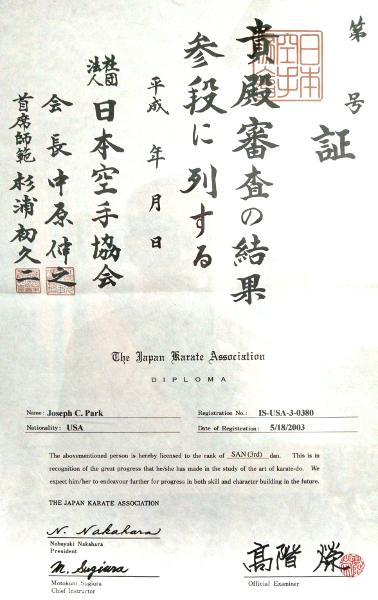 第 号
証
貴殿審査の結果
参段に列する
平成 年 月 日
社団法人 日本空手協会
会長 中原伸之
首席師範 杉浦初久二
The Japan Karate Association
DIPLOMA
Name: Joseph C. Park
Registration No.: IS-USA-3-0380
Nationality: USA
Date of Registration: 5/18/2003
The abovementioned person is hereby licensed to the rank of SAN(3rd) dan. This is in
recognition of the great progress that he/she has made in the study of the art of karate-do. We
expect him/her to endeavour further for progress in both skill and character building in the future.
THE JAPAN KARATE ASSOCIATION
N. Nakahara
Nobuyuki Nakahara
President
M. Sugiura
Motokuni Sugiura
Chief Instructor
高階 榮
Official Examiner